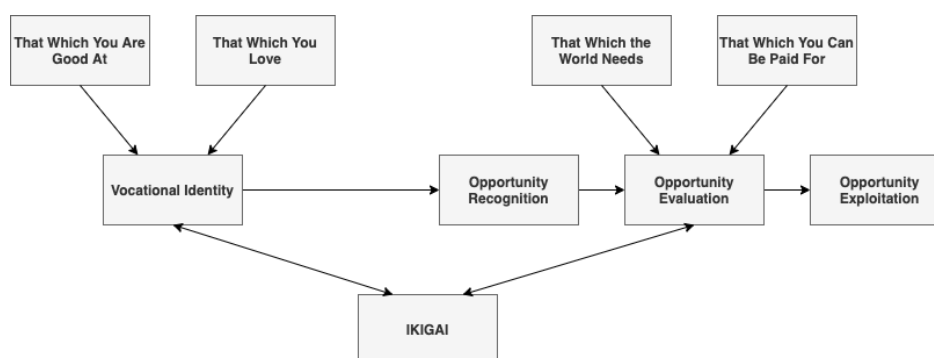 That Which You Are
Good At
That Which You
Love
That Which the
World Needs
That Which You Can
Be Paid For
Vocational Identity
Opportunity
Recognition
Opportunity
Evaluation
Opportunity
Exploitation
IKIGAI